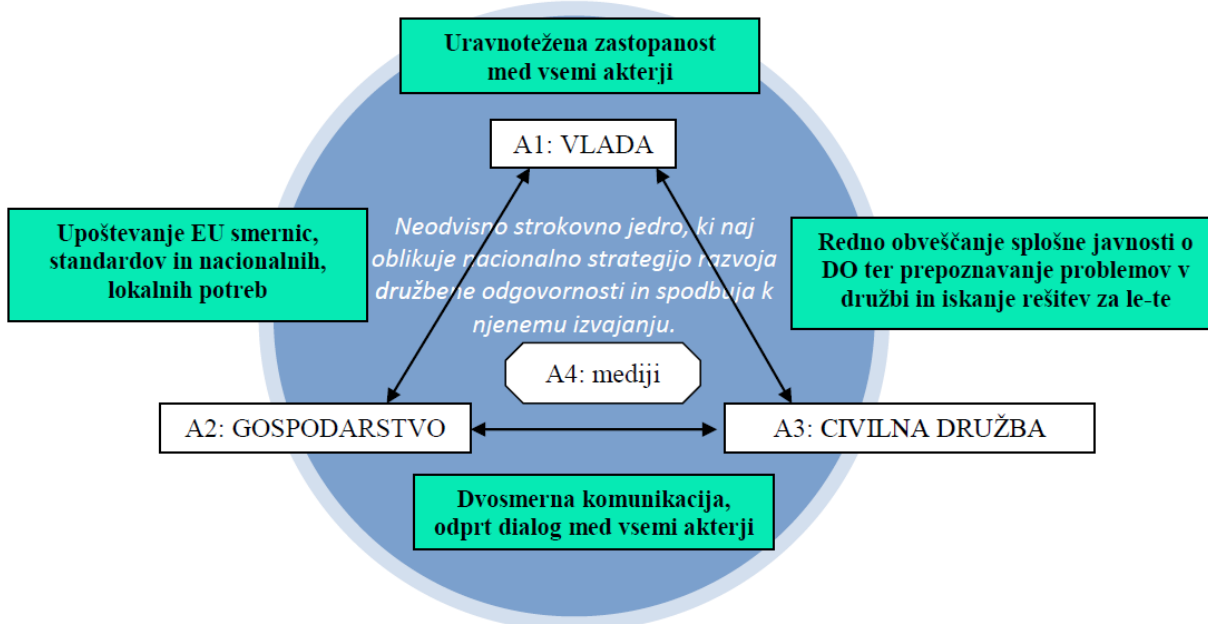 Uravnotežena zastopanost
med vsemi akterji
A1: VLADA
Upoštevanje EU smernic,
standardov in nacionalnih,
lokalnih potreb
Neodvisno strokovno jedro, ki naj
oblikuje nacionalno strategijo razvoja
družbene odgovornosti in spodbuja k
njenemu izvajanju.
Redno obveščanje splošne javnosti o
DO ter prepoznavanje problemov v
družbi in iskanje rešitev za le-te
A4: mediji
A2: GOSPODARSTVO
A3: CIVILNA DRUŽBA
Dvosmerna komunikacija,
odprt dialog med vsemi akterji